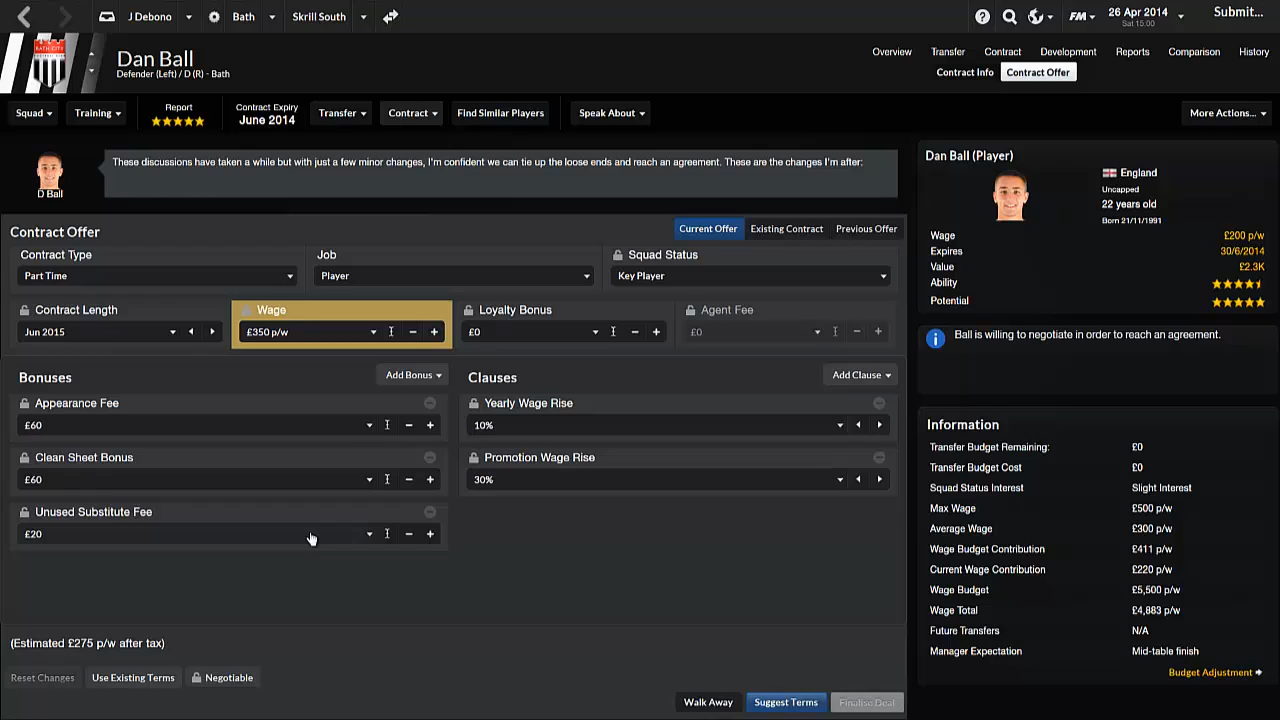 J Debono
Bath
Skrill South
FM
26 Apr 2014
Sat 15:00
Submit...
BATH CITY
Dan Ball
Defender (Left) / D (R) - Bath
Overview
Transfer
Contract
Development
Reports
Comparison
History
Contract Info
Contract Offer
Squad
Training
Report
Contract Expiry
June 2014
Transfer
Contract
Find Similar Players
Speak About
More Actions...
These discussions have taken a while but with just a few minor changes, I'm confident we can tie up the loose ends and reach an agreement. These are the changes I'm after:
D Ball
Contract Offer
Current Offer
Existing Contract
Previous Offer
Contract Type
Part Time
Job
Player
Squad Status
Key Player
Contract Length
Jun 2015
Wage
£350 p/w
Loyalty Bonus
£0
Agent Fee
£0
Bonuses
Add Bonus
Appearance Fee
£60
Clean Sheet Bonus
£60
Unused Substitute Fee
£20
Clauses
Add Clause
Yearly Wage Rise
10%
Promotion Wage Rise
30%
(Estimated £275 p/w after tax)
Reset Changes
Use Existing Terms
Negotiable
Walk Away
Suggest Terms
Finalise Deal
Dan Ball (Player)
England
Uncapped
22 years old
Born 21/11/1991
Wage £200 p/w
Expires 30/6/2014
Value £2.3K
Ability
Potential
Ball is willing to negotiate in order to reach an agreement.
Information
Transfer Budget Remaining: £0
Transfer Budget Cost £0
Squad Status Interest Slight Interest
Max Wage £500 p/w
Average Wage £300 p/w
Wage Budget Contribution £411 p/w
Current Wage Contribution £220 p/w
Wage Budget £5,500 p/w
Wage Total £4,883 p/w
Future Transfers N/A
Manager Expectation Mid-table finish
Budget Adjustment